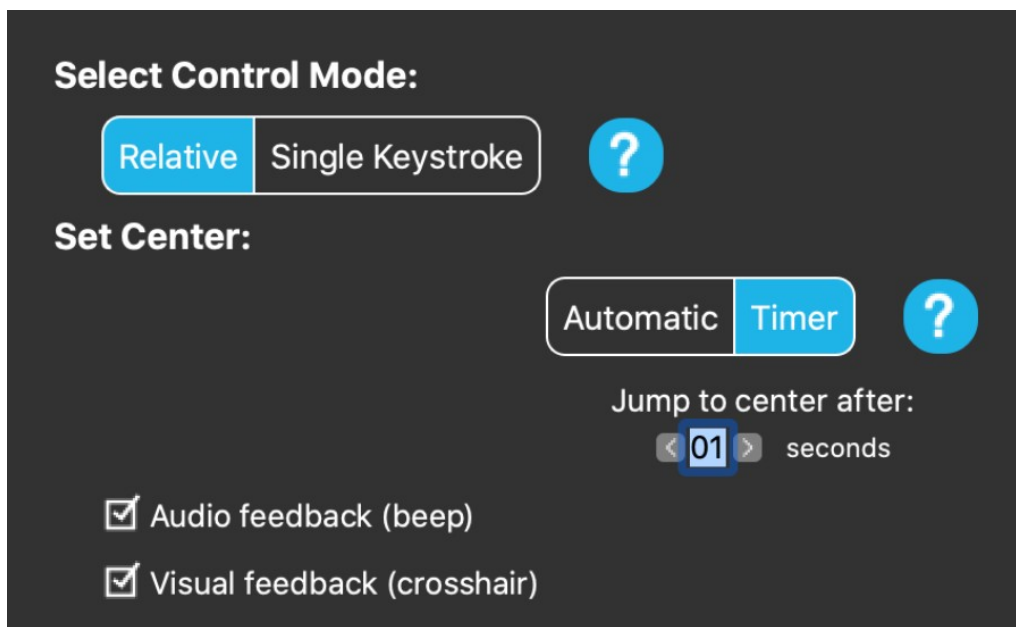 Select Control Mode:
Relative Single Keystroke ?
Set Center:
Automatic Timer ?
Jump to center after:
< 01 > seconds
Audio feedback (beep)
Visual feedback (crosshair)